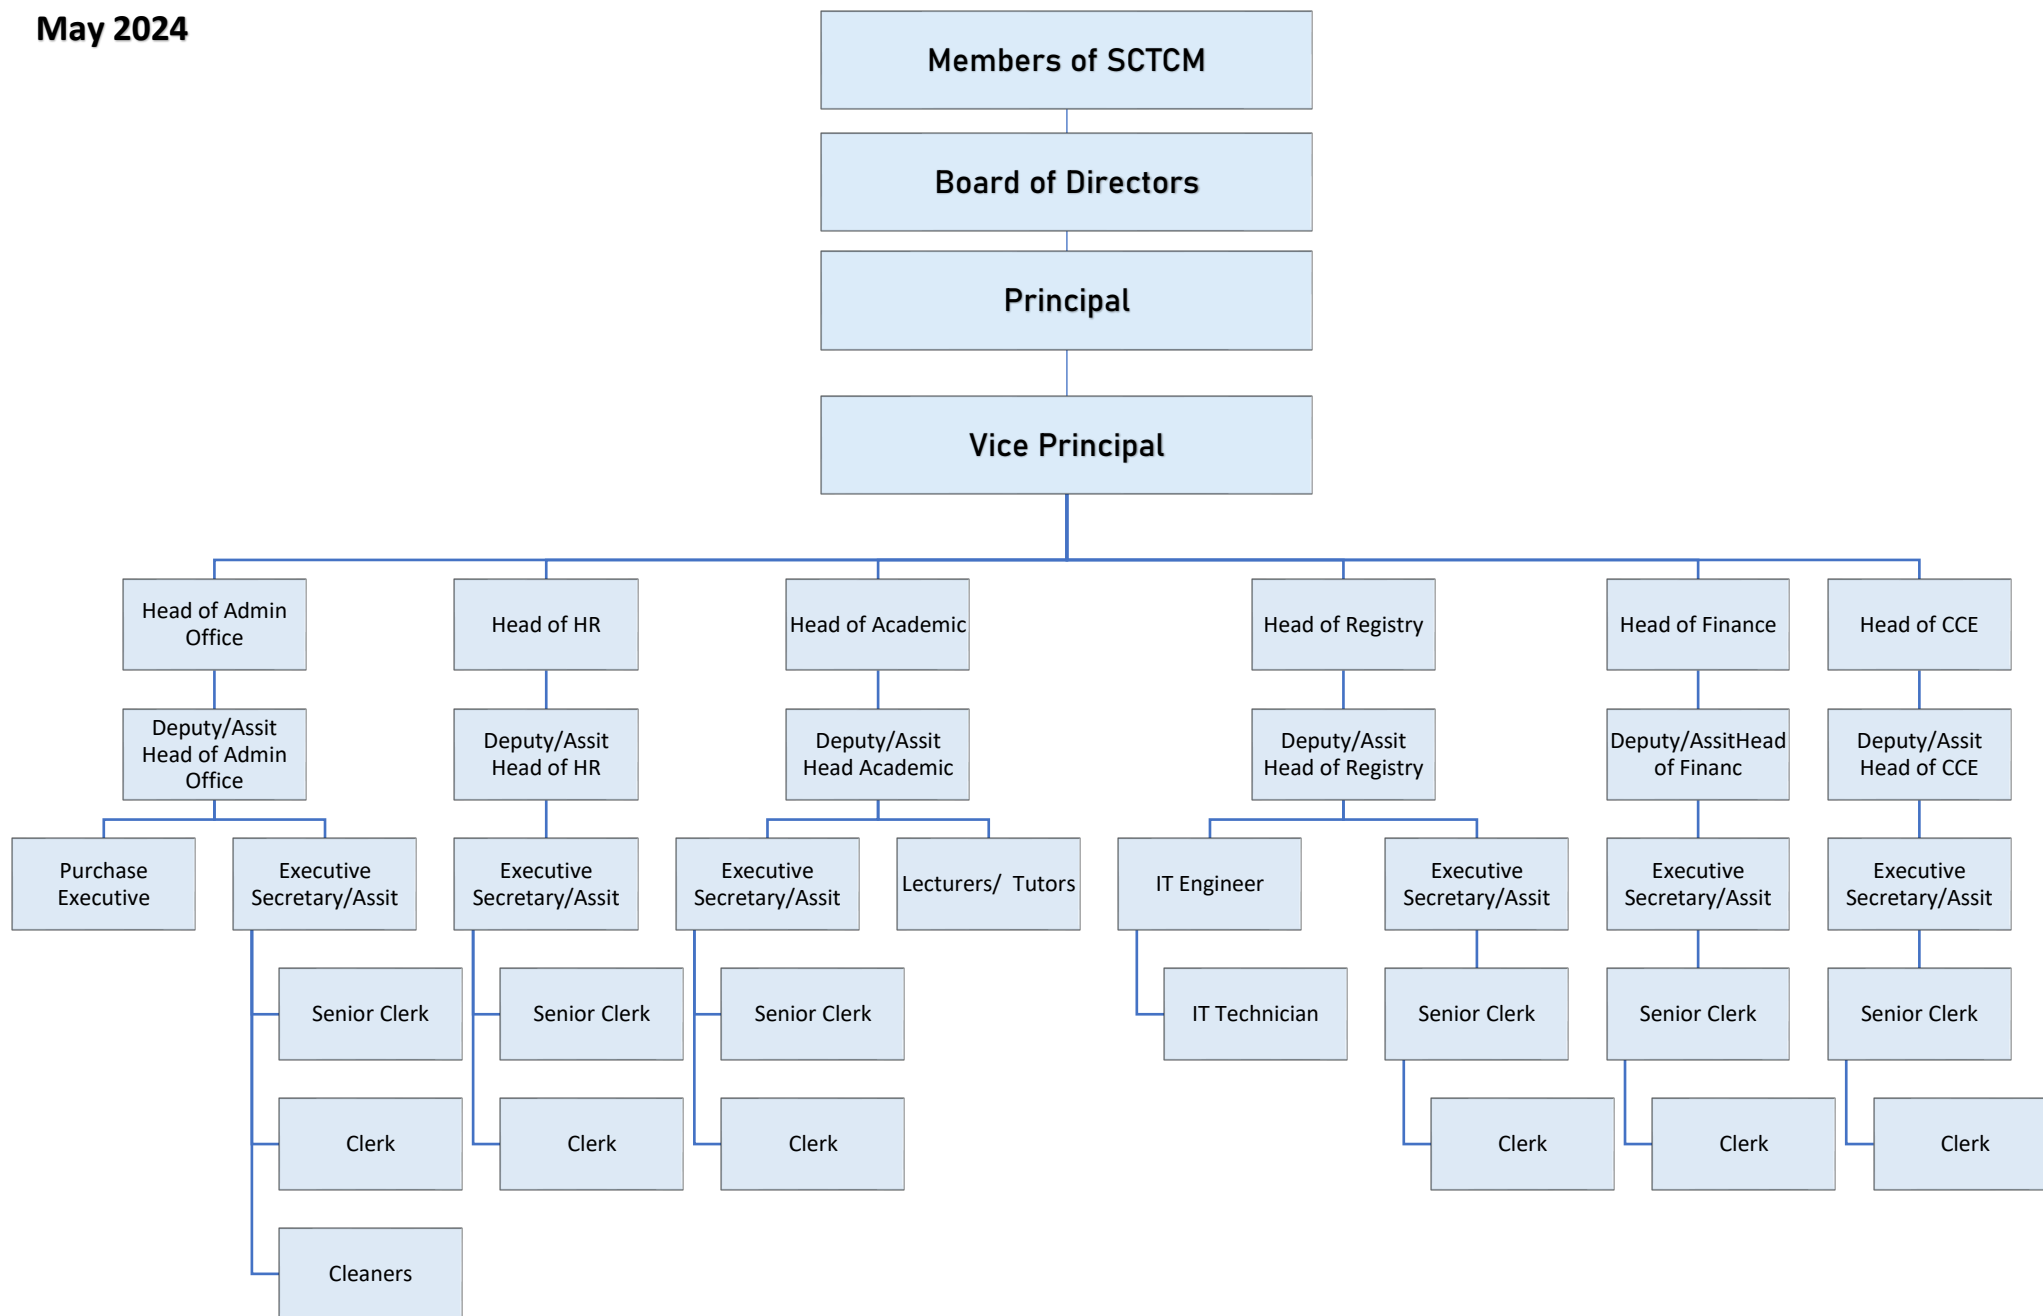 May 2024
Members of SCTCM
Board of Directors
Principal
Vice Principal
Head of Admin
Office
Head of HR
Head of Academic
Head of Registry
Head of Finance
Head of CCE
Deputy/Assit
Head of Admin
Office
Deputy/Assit
Head of HR
Deputy/Assit
Head Academic
Deputy/Assit
Head of Registry
Deputy/AssitHead
of Financ
Deputy/Assit
Head of CCE
Purchase
Executive
Executive
Secretary/Assit
Executive
Secretary/Assit
Executive
Secretary/Assit
Lecturers/ Tutors
IT Engineer
Executive
Secretary/Assit
Executive
Secretary/Assit
Executive
Secretary/Assit
Senior Clerk
Senior Clerk
Senior Clerk
IT Technician
Senior Clerk
Senior Clerk
Senior Clerk
Clerk
Clerk
Clerk
Clerk
Clerk
Clerk
Cleaners